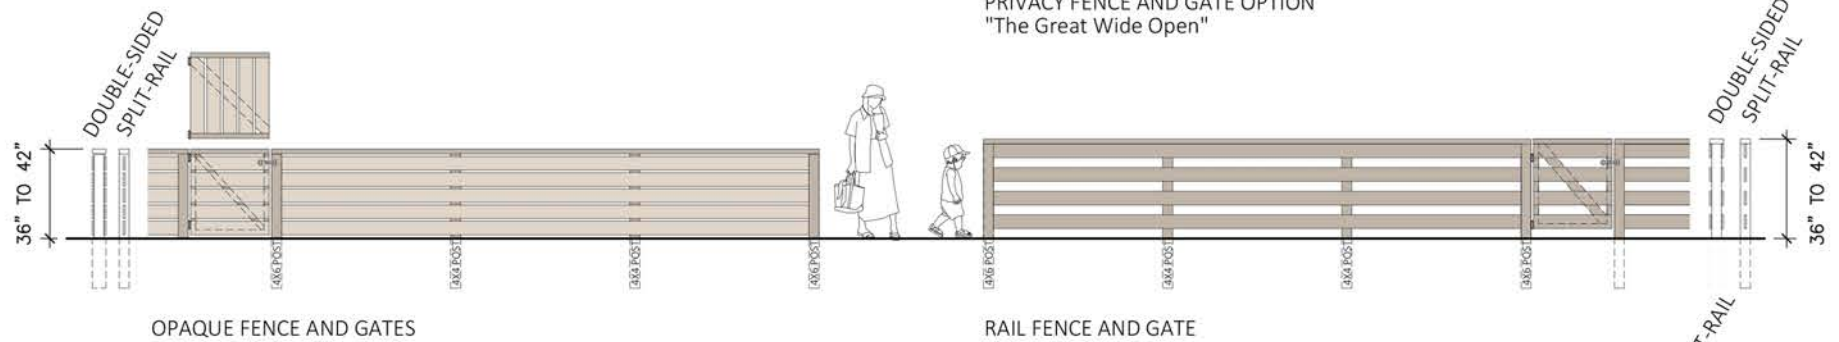 PRIVACY FENCE AND GATE OPTION
"The Great Wide Open"
DOUBLE-SIDED
SPLIT-RAIL
36” TO 42”
4X6 POST
4X4 POST
4X4 POST
4X6 POST
OPAQUE FENCE AND GATES
4X6 POST
4X4 POST
4X4 POST
4X6 POST
RAIL FENCE AND GATE
DOUBLE-SIDED
SPLIT-RAIL
36” TO 42”
T-RAIL